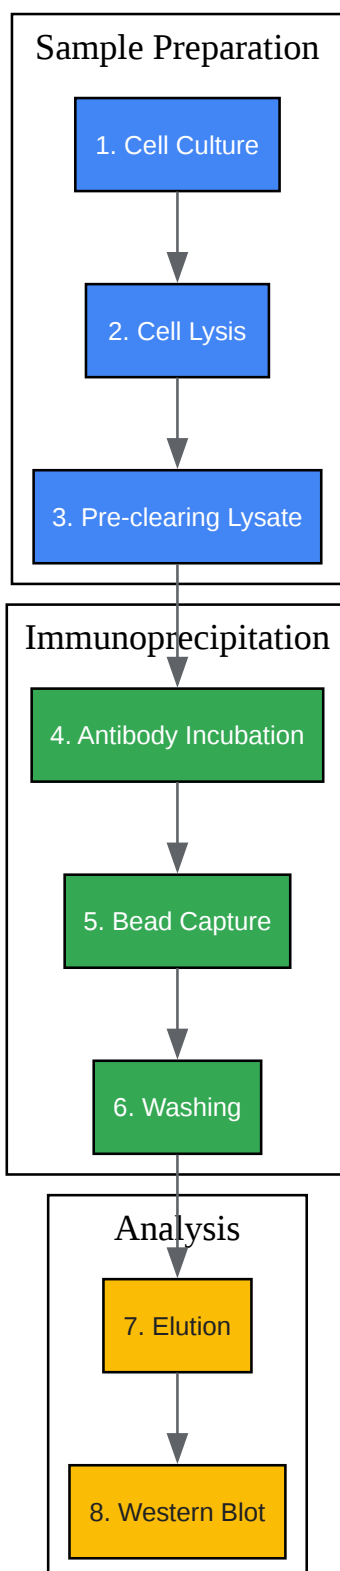 Sample Preparation
1. Cell Culture
2. Cell Lysis
3. Pre-clearing Lysate
Immunoprecipitation
4. Antibody Incubation
5. Bead Capture
6. Washing
Analysis
7. Elution
8. Western Blot